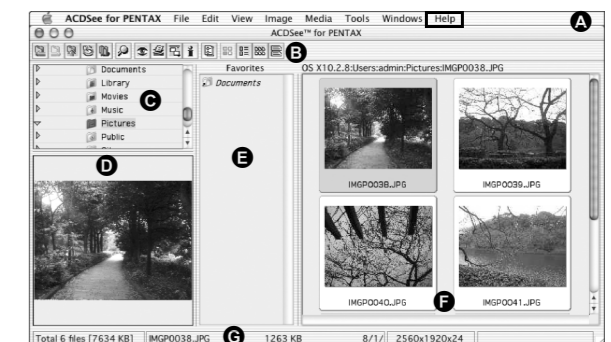 ACDSee for PENTAX File Edit View Image Media Tools Windows Help A
ACDSee™ for PENTAX
B
Favorites OS X10.2.8:Users:admin:Pictures:IMGP0038.JPG
Documents
Library
Movies
Music
Pictures
Public
C
Documents
D
E
IMGP0038.JPG IMGP0039.JPG
IMGP0040.JPG IMGP0041.JPG
F
Total 6 files [7634 KB] IMGP0038.JPG G 1263 KB 8/1/ 2560x1920x24